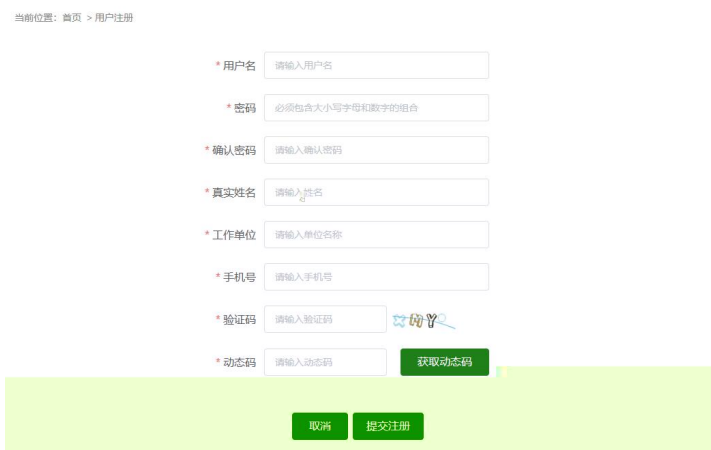 当前位置：首页 > 用户注册
* 用户名 请输入用户名
* 密码 必须包含大小写字母和数字的组合
* 确认密码 请输入确认密码
* 真实姓名 请输入姓名
* 工作单位 请输入单位名称
* 手机号 请输入手机号
* 验证码 请输入验证码
* 动态码 请输入动态码 获取动态码
取消 提交注册